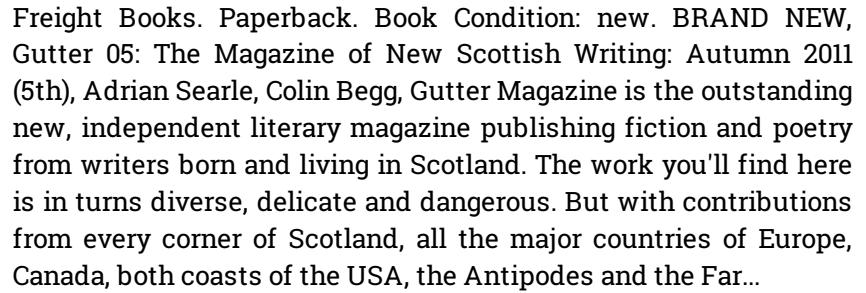 Freight Books. Paperback. Book Condition: new. BRAND NEW,
Gutter 05: The Magazine of New Scottish Writing: Autumn 2011
(5th), Adrian Searle, Colin Begg, Gutter Magazine is the outstanding
new, independent literary magazine publishing fiction and poetry
from writers born and living in Scotland. The work you'll find here
is in turns diverse, delicate and dangerous. But with contributions
from every corner of Scotland, all the major countries of Europe,
Canada, both coasts of the USA, the Antipodes and the Far...